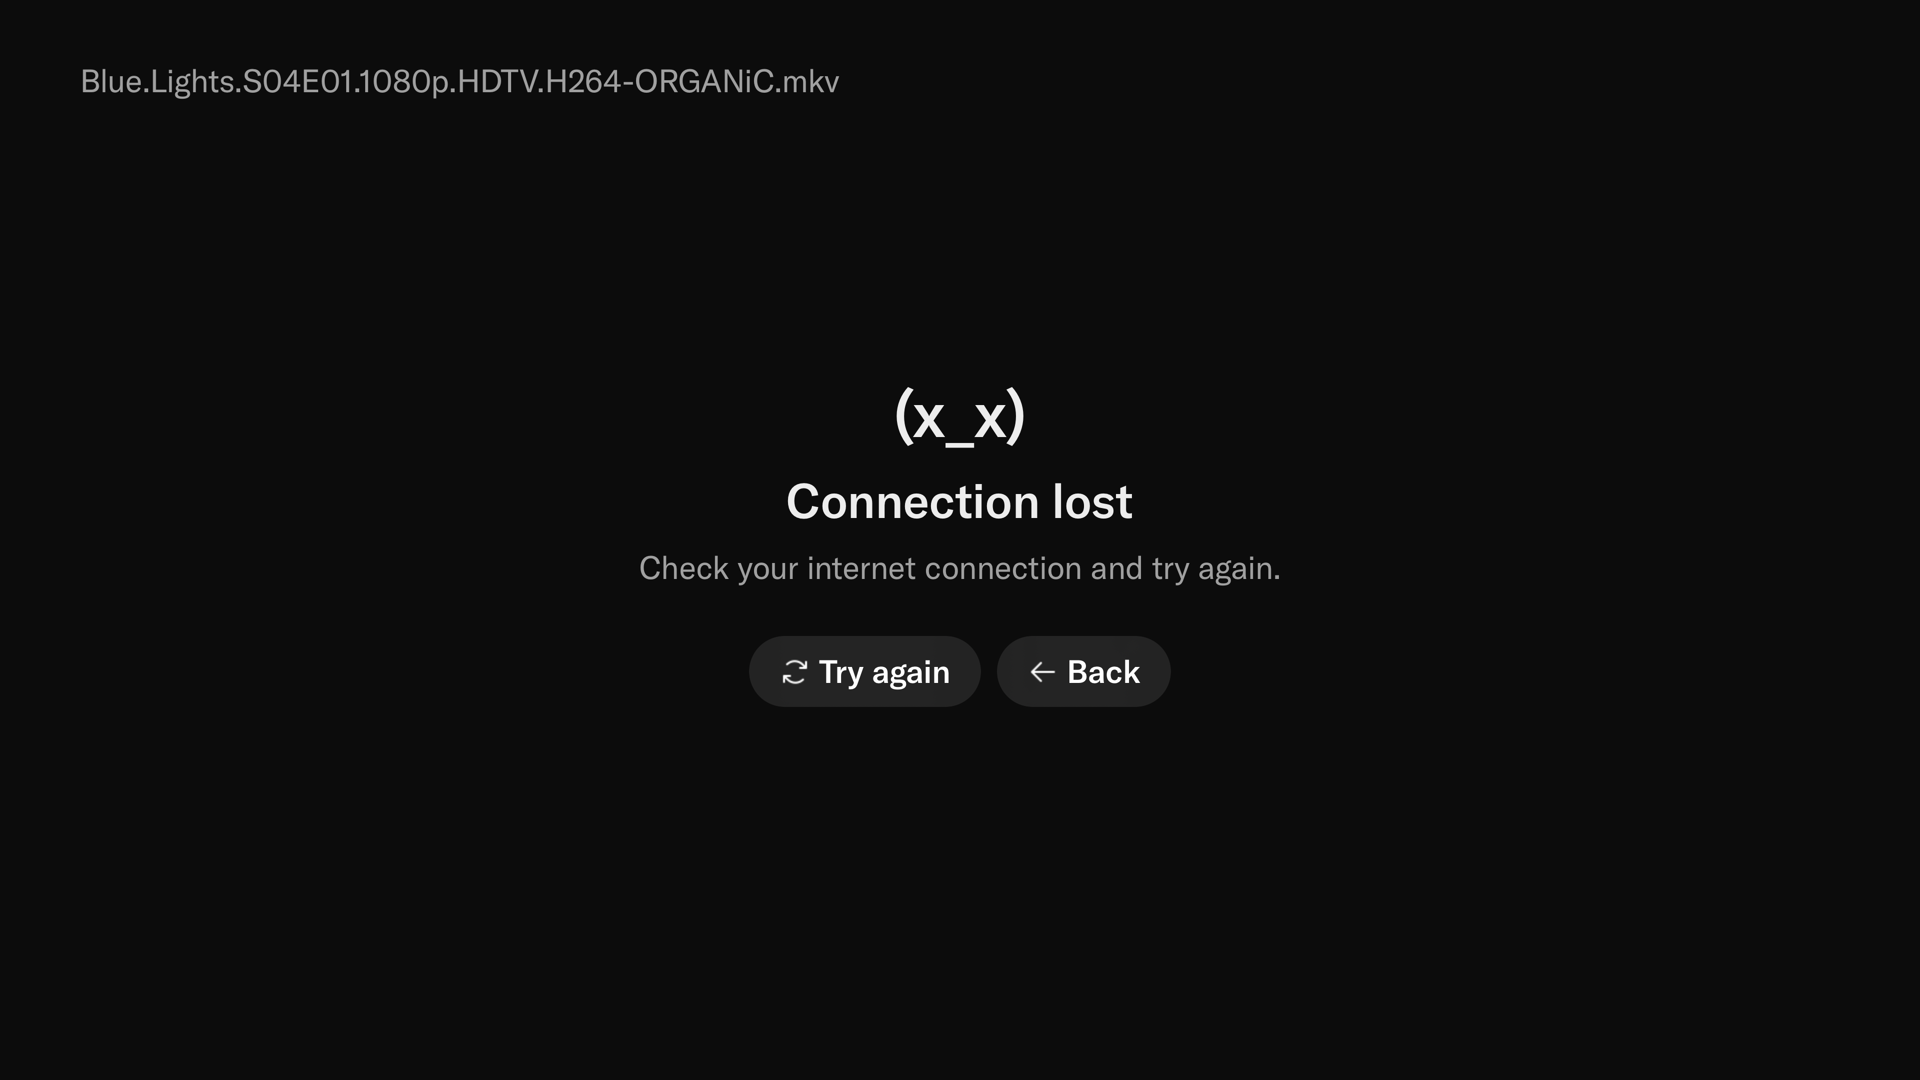 Blue.Lights.S04E01.1080p.HDTV.H264-ORGANiC.mkv
(x_x)
Connection lost
Check your internet connection and try again.
Try again
Back